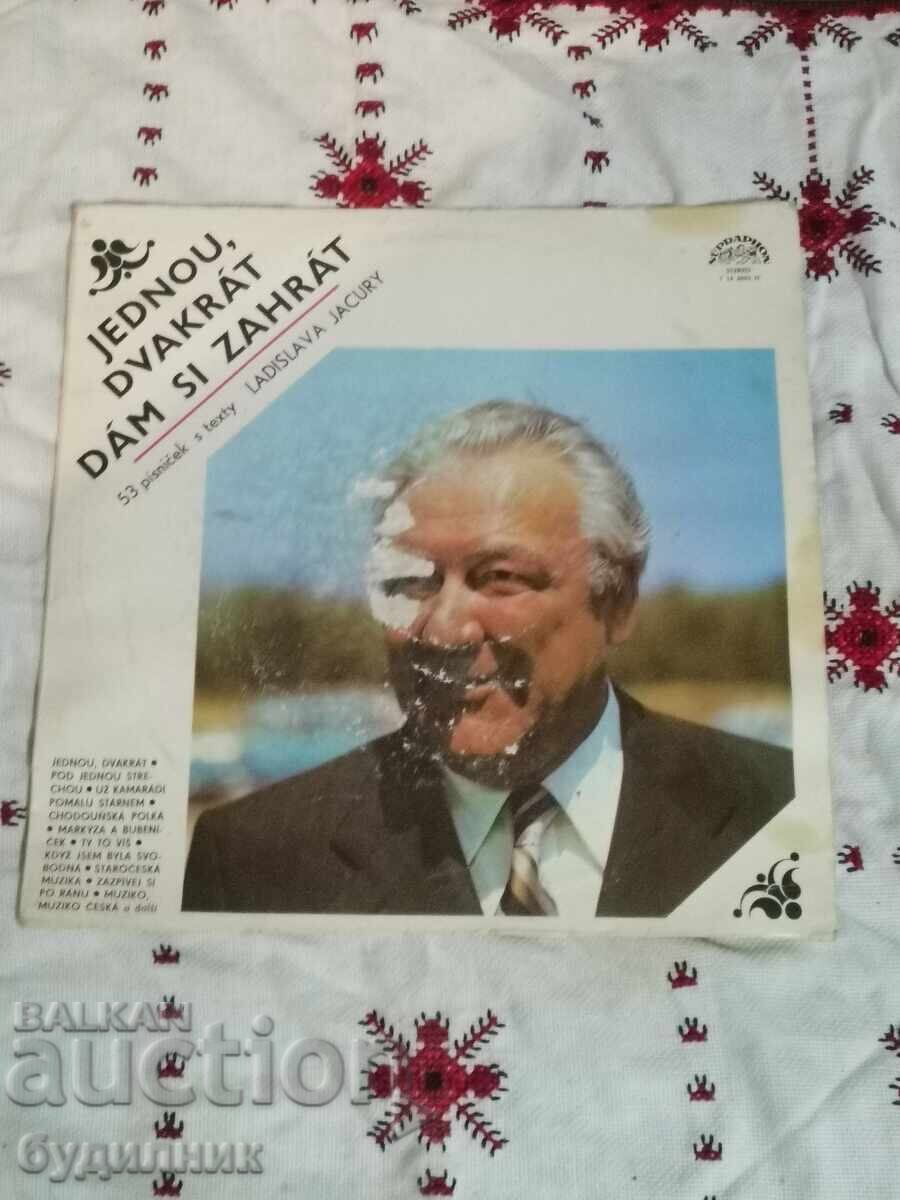 JEDNOU,
DVAKRÁT
DÁM SI ZAHRÁT
53 písniček s texty LADISLAVA JACURY
SUPRAPHON
STEREO
JEDNOU, DVAKRÁT •
POD JEDNOU STRE-
CHOU • UŽ KAMARÁDI
POMALU STÁRNEM •
CHODOUŇSKÁ POLKA
• MARKÝZA A BUBENÍ-
ČEK • TY TO VÍŠ •
KDYŽ JSEM BYLA SVO-
BODNÁ • STAROČESKÁ
MUZIKA • ZAZPÍVEJ SI
PO RÁNU • MUZIKO,
MUZIKO ČESKÁ a další
BALKAN
auction
будилник